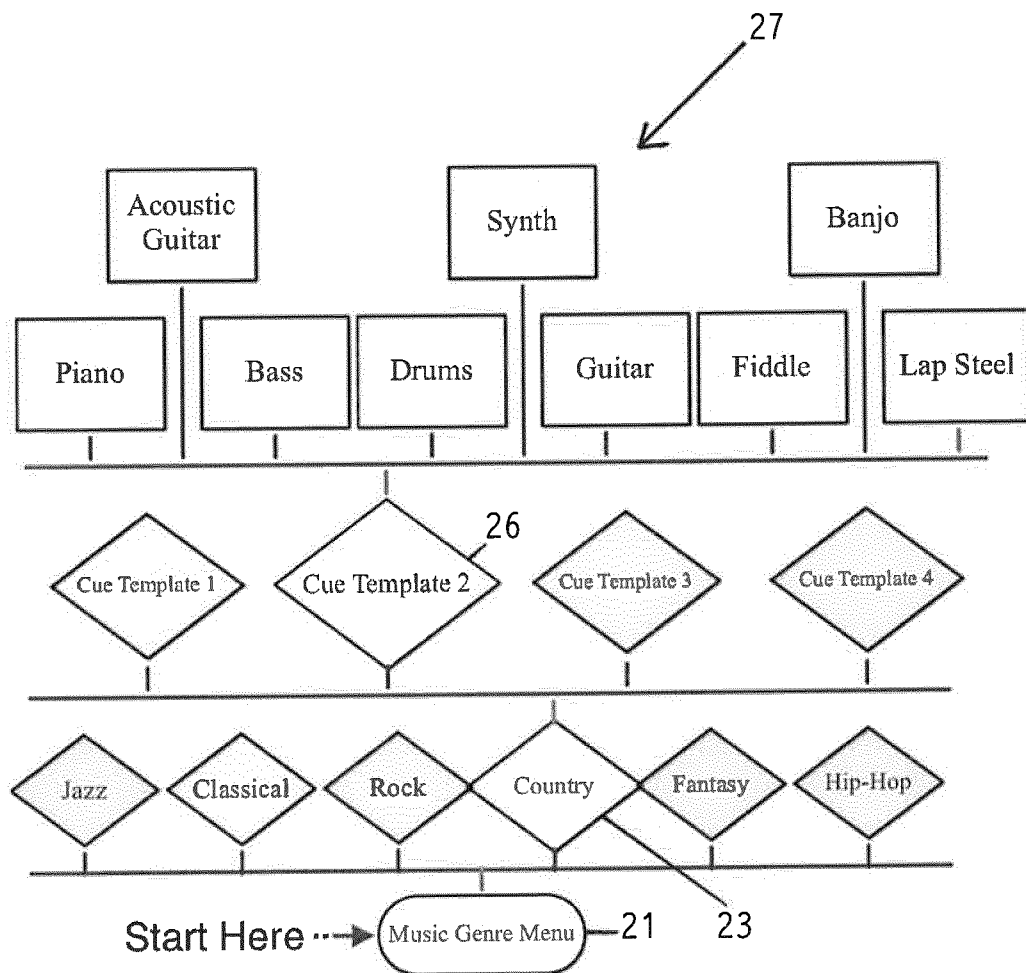 27
Acoustic
Guitar
Synth
Banjo
Piano
Bass
Drums
Guitar
Fiddle
Lap Steel
26
Cue Template 1
Cue Template 2
Cue Template 3
Cue Template 4
Jazz
Classical
Rock
Country
Fantasy
Hip-Hop
Start Here
Music Genre Menu
21
23